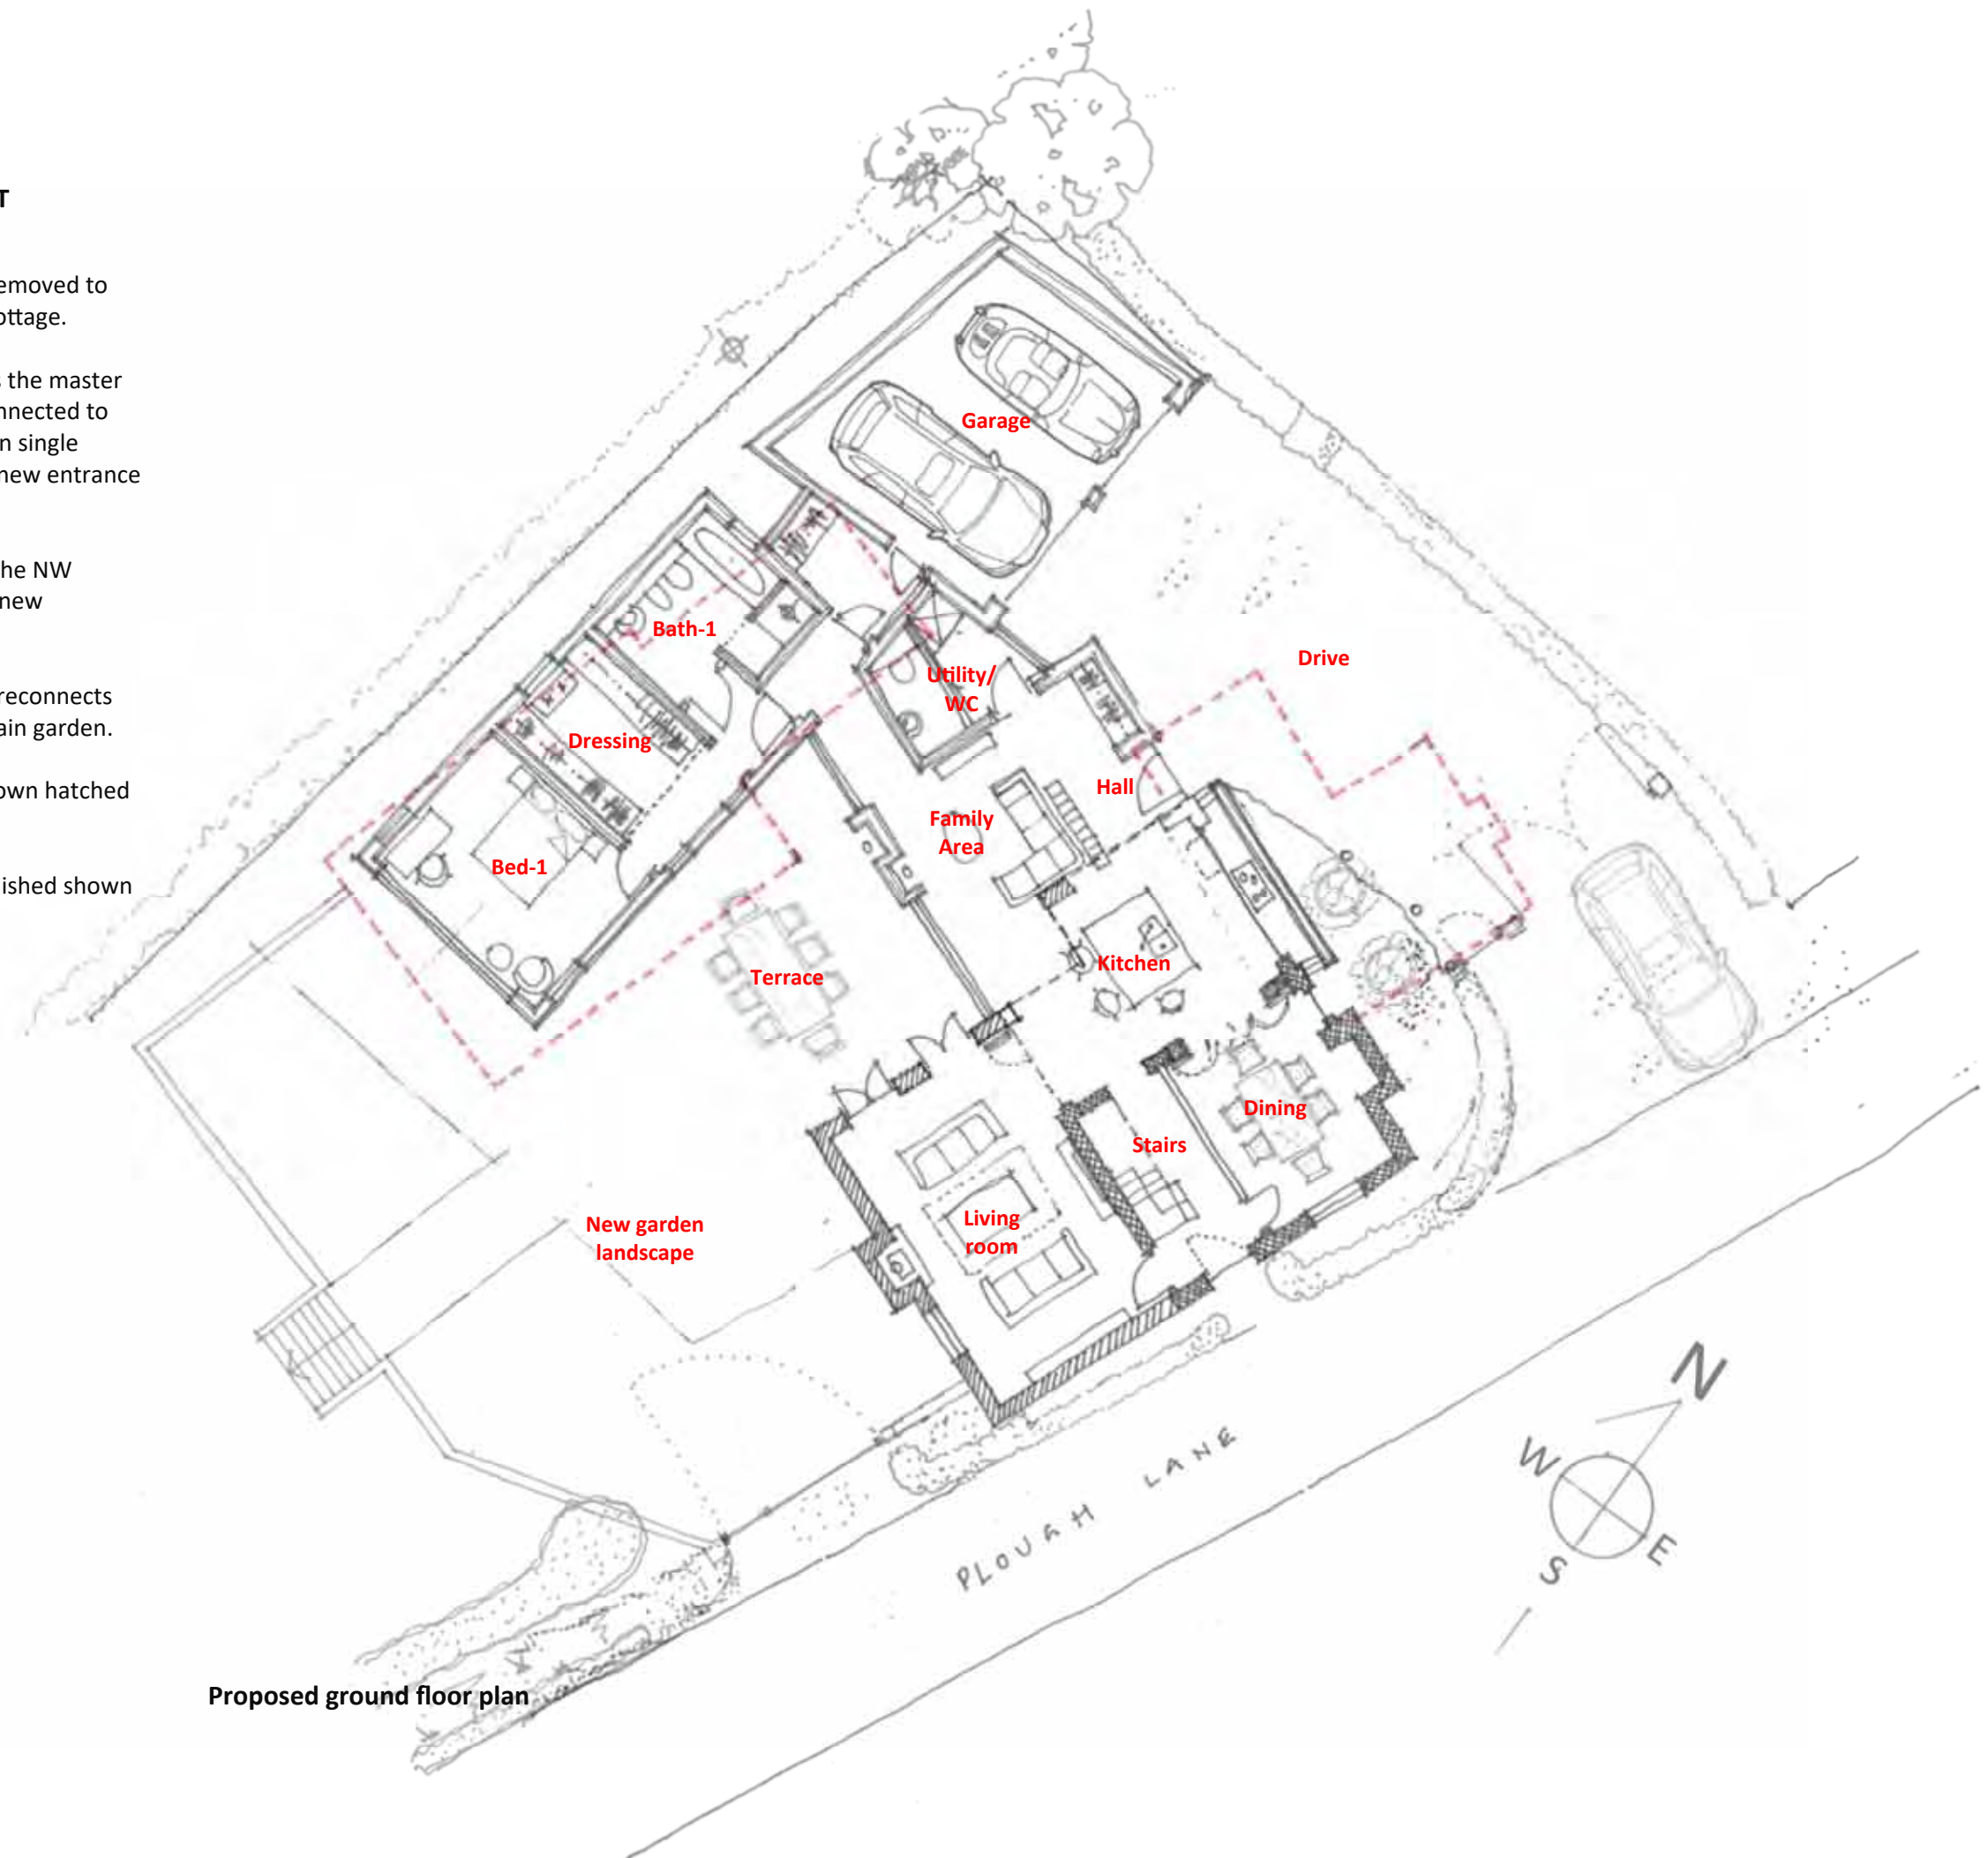 T
emoved to
ottage.
s the master
nnected to
n single
new entrance
he NW
new
reconnects
ain garden.
own hatched
ished shown
Garage
Bath-1
Drive
Utility/
WC
Dressing
Hall
Family
Area
Bed-1
Kitchen
Terrace
Dining
Stairs
New garden
landscape
Living
room
N
W
E
S
PLOUGH LANE
Proposed ground floor plan